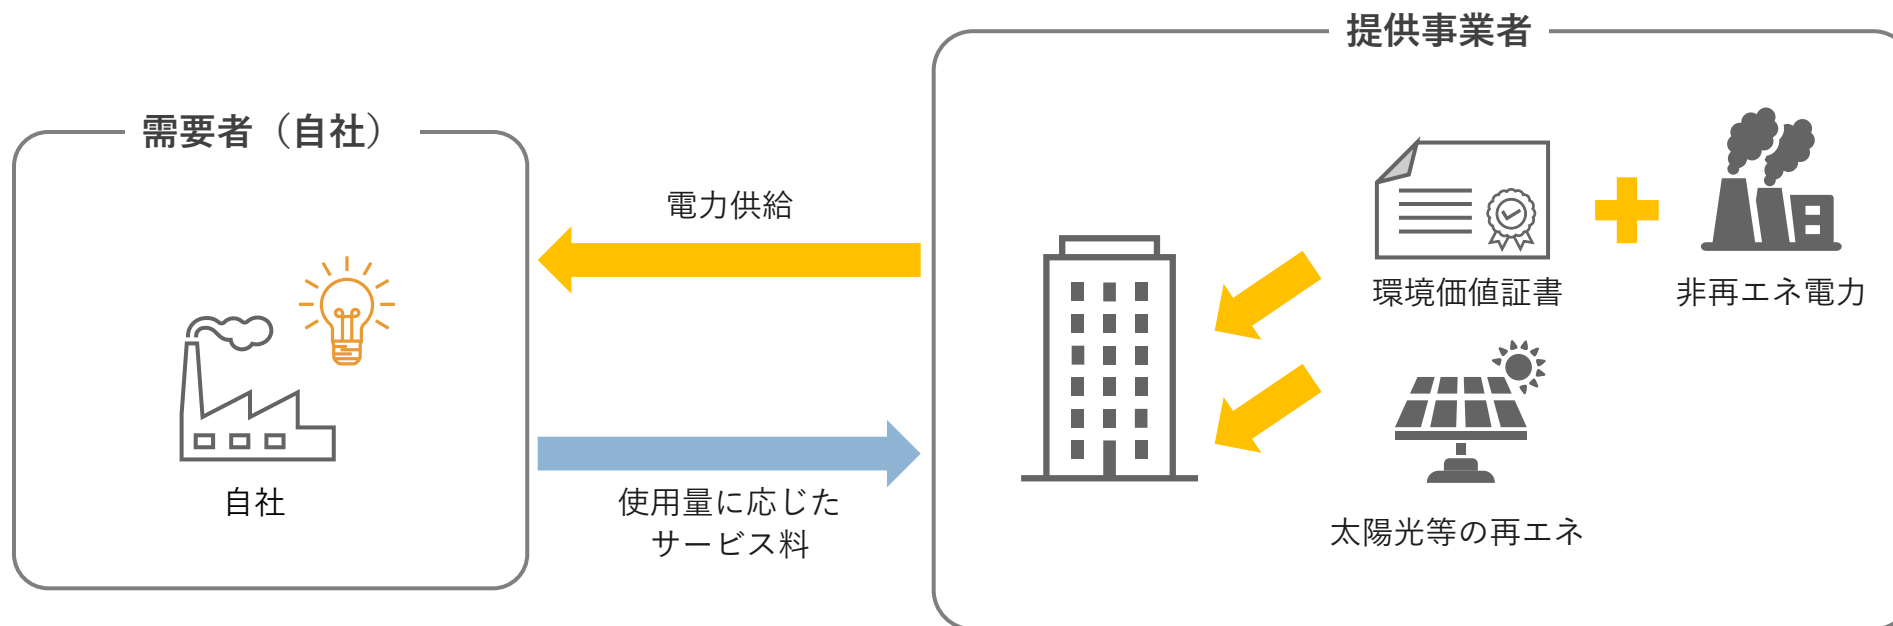 提供事業者
需要者（自社）
電力供給
環境価値証書
非再エネ電力
自社
使用量に応じた
サービス料
太陽光等の再エネ